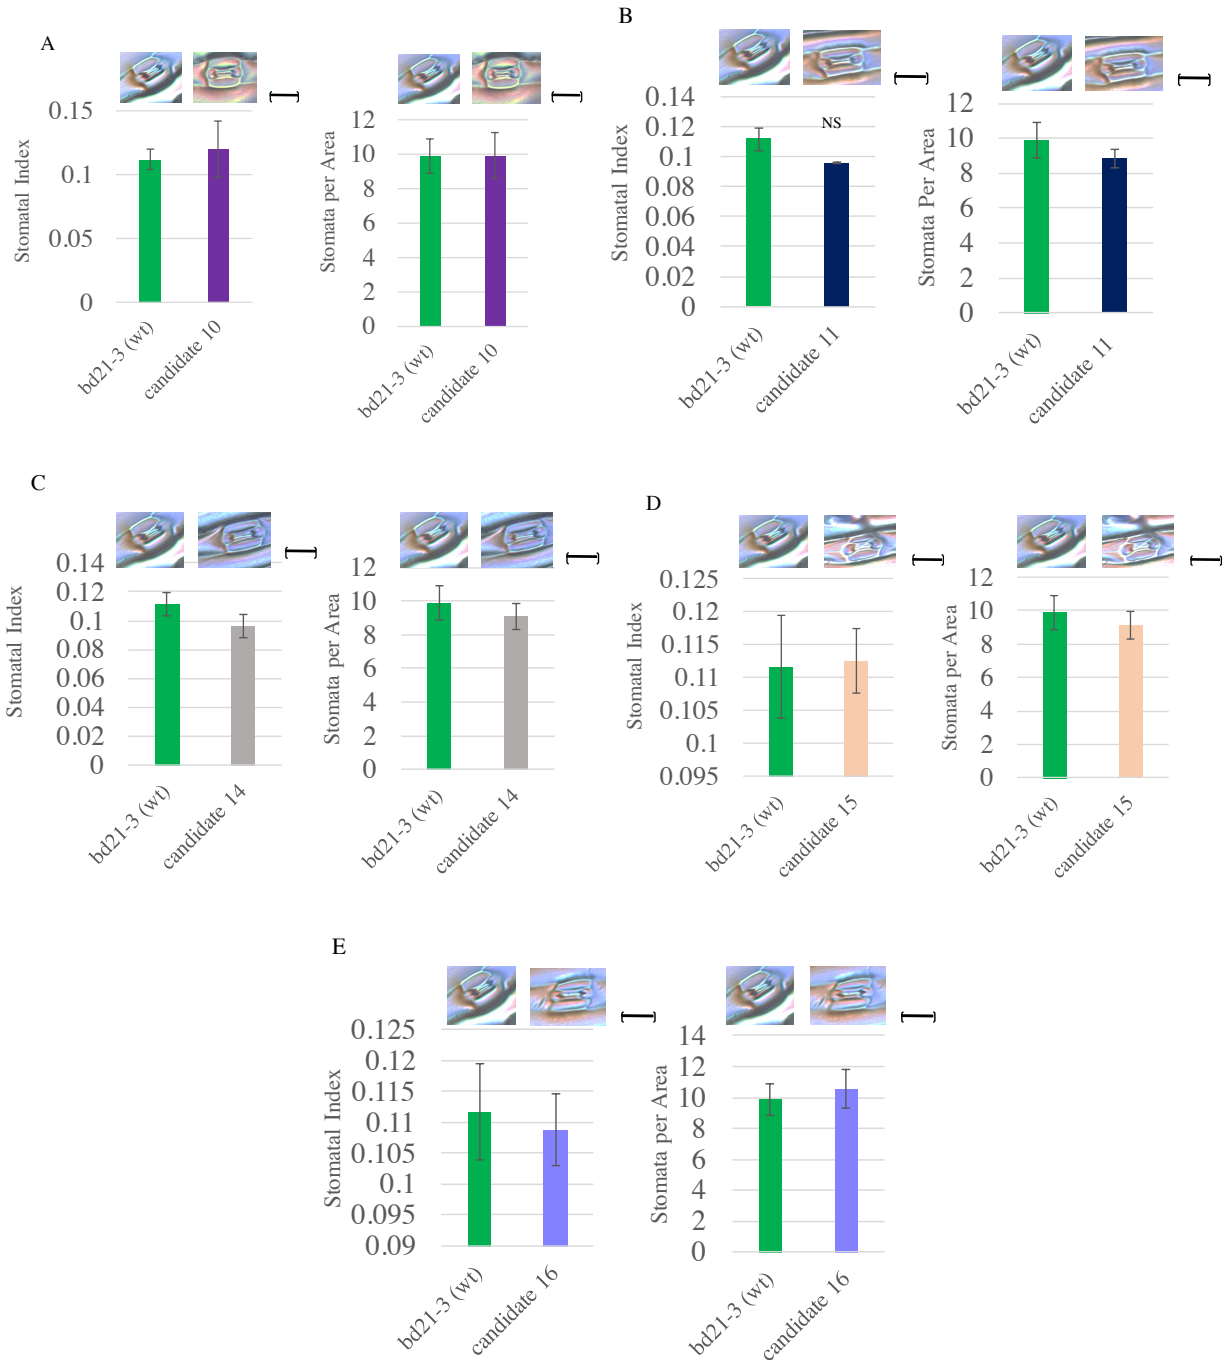 A
0.15
0.1
0.05
0
Stomatal Index
bd21-3 (wt)
candidate 10
12
10
8
6
4
2
0
Stomata per Area
bd21-3 (wt)
candidate 10
B
0.14
0.12
0.1
0.08
0.06
0.04
0.02
0
Stomatal Index
NS
bd21-3 (wt)
candidate 11
12
10
8
6
4
2
0
Stomata Per Area
bd21-3 (wt)
candidate 11
C
0.14
0.12
0.1
0.08
0.06
0.04
0.02
0
Stomatal Index
bd21-3 (wt)
candidate 14
12
10
8
6
4
2
0
Stomata per Area
bd21-3 (wt)
candidate 14
D
0.125
0.12
0.115
0.11
0.105
0.1
0.095
Stomatal Index
bd21-3 (wt)
candidate 15
12
10
8
6
4
2
0
Stomata per Area
bd21-3 (wt)
candidate 15
E
0.125
0.12
0.115
0.11
0.105
0.1
0.095
0.09
Stomatal Index
bd21-3 (wt)
candidate 16
14
12
10
8
6
4
2
0
Stomata per Area
bd21-3 (wt)
candidate 16